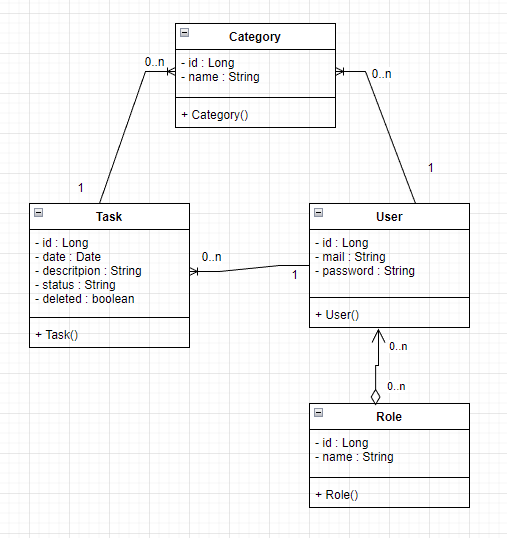 Category
- id : Long
- name : String
+ Category()
0..n
0..n
1
1
Task
- id : Long
- date : Date
- descritpion : String
- status : String
- deleted : boolean
+ Task()
0..n
1
User
- id : Long
- mail : String
- password : String
+ User()
0..n
0..n
Role
- id : Long
- name : String
+ Role()